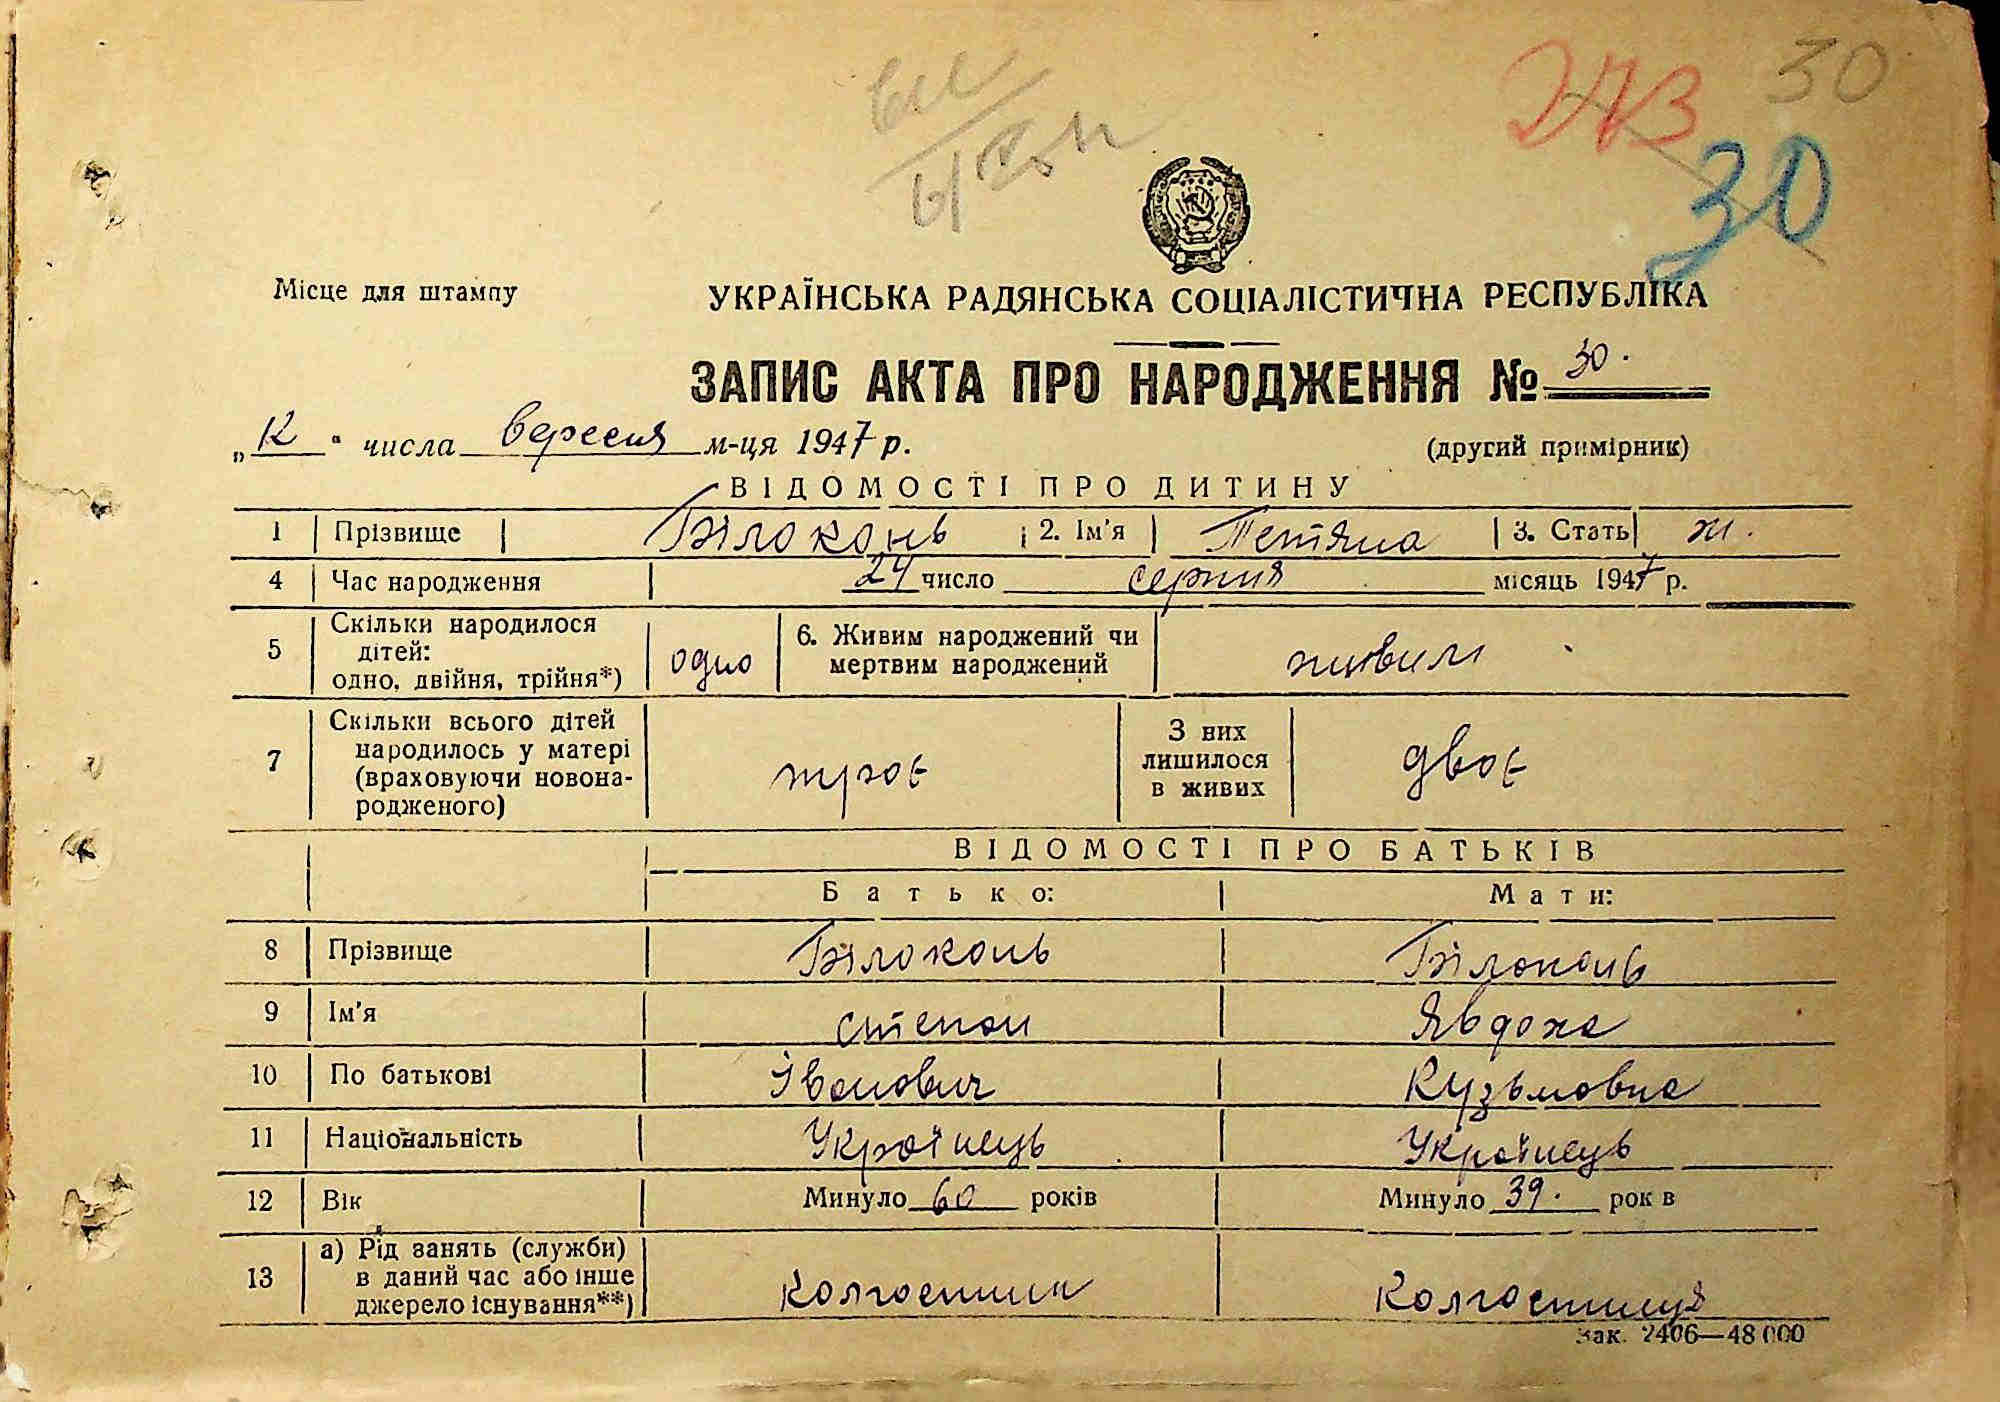 273 30
30
Місце для штампу
УКРАЇНСЬКА РАДЯНСЬКА СОЦІАЛІСТИЧНА РЕСПУБЛІКА
ЗАПИС АКТА ПРО НАРОДЖЕННЯ № 30.
„12" числа вересня м-ця 1947 р. (другий примірник)
ВІДОМОСТІ ПРО ДИТИНУ
1 Прізвище Білоконь 2. Ім'я Тетяна 3. Стать ж.
4 Час народження 24 число серпня місяць 1947 р.
5 Скільки народилося дітей: одно, двійня, трійня*) одно 6. Живим народжений чи мертвим народжений живим
7 Скільки всього дітей народилось у матері (враховуючи новонародженого) троє З них лишилося в живих двоє
ВІДОМОСТІ ПРО БАТЬКІВ
Батько: Мати:
8 Прізвище Білоконь Білоконь
9 Ім'я Степан Явдоха
10 По батькові Іванович Кузьмовна
11 Національність Українець Українець
12 Вік Минуло 60 років Минуло 39. рок в
13 а) Рід занять (служби) в даний час або інше джерело існування**) Колгоспник Колгоспниця
Зак. 2406—48 000